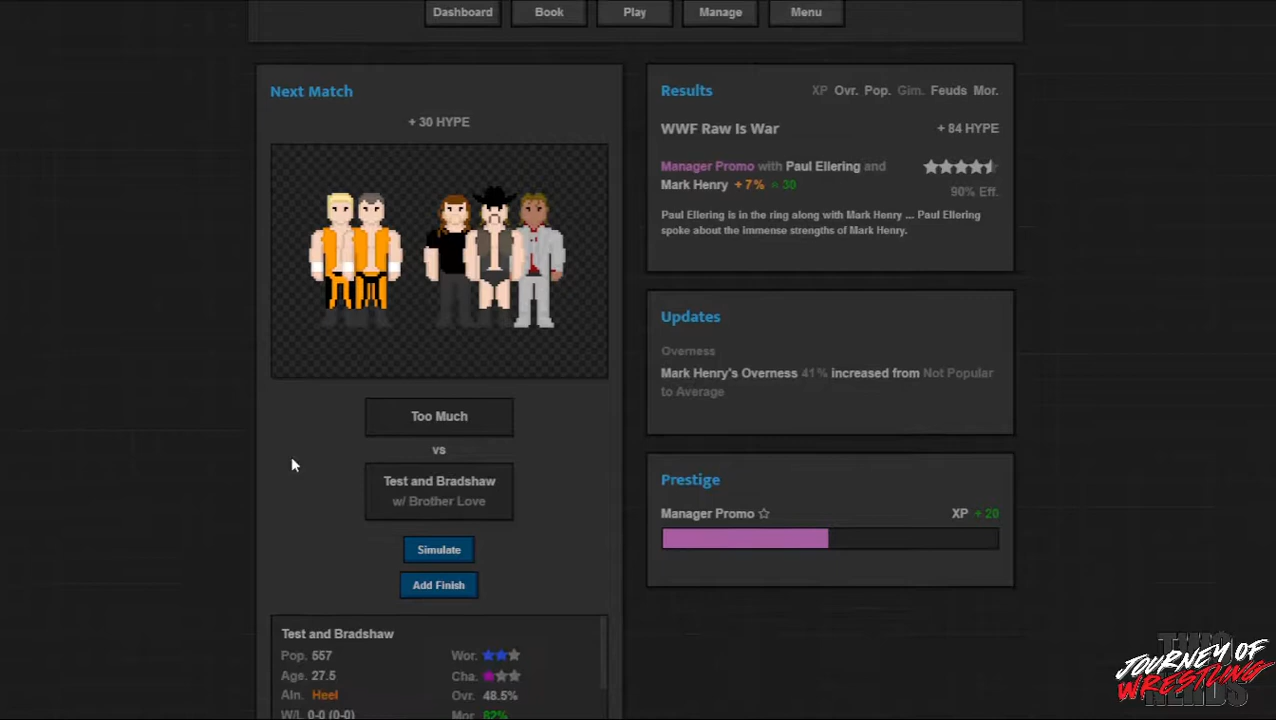 Dashboard Book Play Manage Menu
Next Match
+ 30 HYPE
Too Much
vs
Test and Bradshaw
w/ Brother Love
Simulate
Add Finish
Test and Bradshaw
Pop. 557 Wor.
Age. 27.5 Cha.
Aln. Heel Ovr. 48.5%
W/L 0-0 (0-0) Mor. 62%
Results XP Ovr. Pop. Gim. Feuds Mor.
WWF Raw Is War + 84 HYPE
Manager Promo with Paul Ellering and
Mark Henry + 7% 30
90% Eff.
Paul Ellering is in the ring along with Mark Henry ... Paul Ellering
spoke about the immense strengths of Mark Henry.
Updates
Overness
Mark Henry's Overness 41% increased from Not Popular
to Average
Prestige
Manager Promo XP + 20
JOURNEY OF
WRESTLING